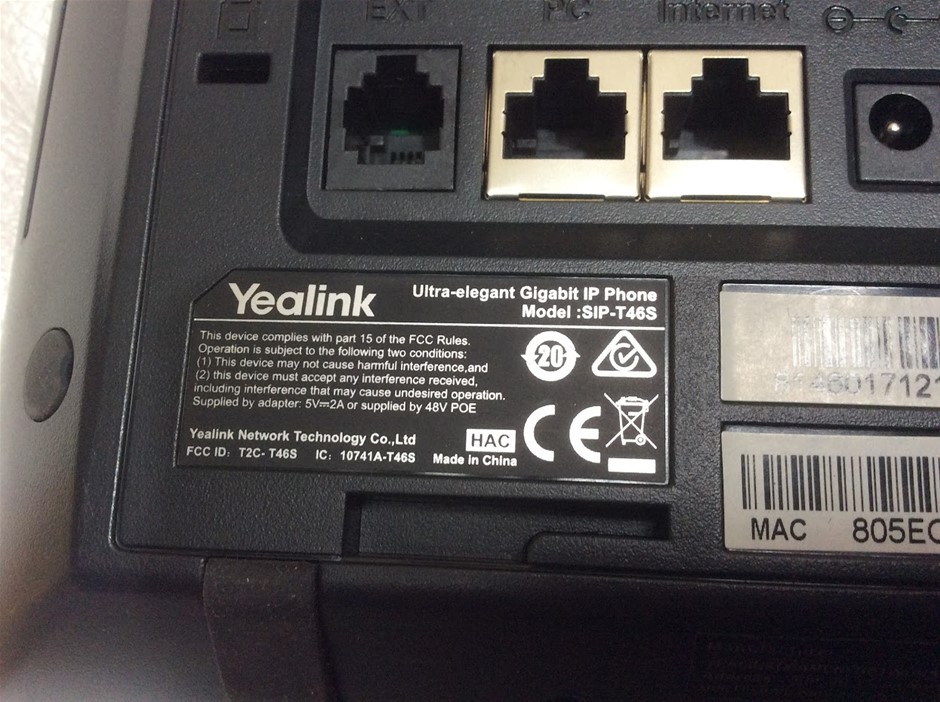 EXT PC Internet
Yealink
Ultra-elegant Gigabit IP Phone
Model :SIP-T46S
This device complies with part 15 of the FCC Rules.
Operation is subject to the following two conditions:
(1) This device may not cause harmful interference,and
(2) this device must accept any interference received,
including interference that may cause undesired operation.
Supplied by adapter: 5V⎓2A or supplied by 48V POE
20
Yealink Network Technology Co.,Ltd
HAC
CE
FCC ID: T2C- T46S IC: 10741A-T46S Made in China
MAC 805EC